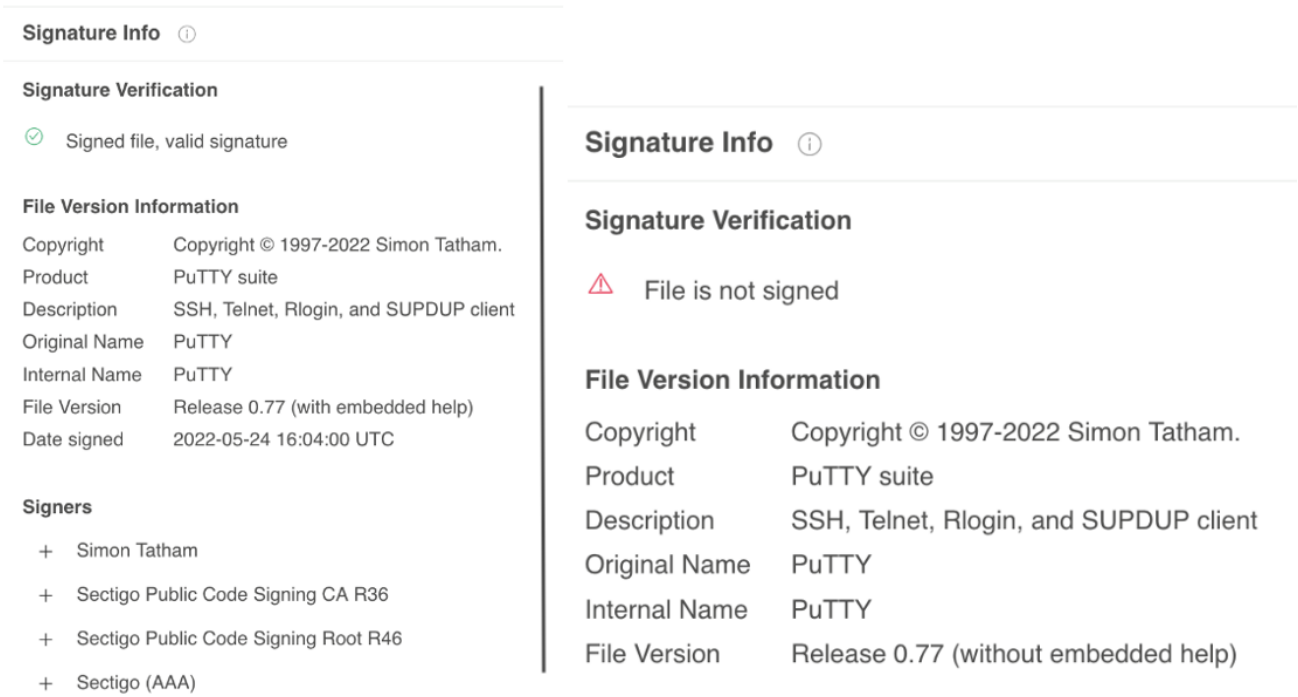 Signature Info
Signature Verification
Signed file, valid signature
File Version Information
Copyright Copyright © 1997-2022 Simon Tatham.
Product PuTTY suite
Description SSH, Telnet, Rlogin, and SUPDUP client
Original Name PuTTY
Internal Name PuTTY
File Version Release 0.77 (with embedded help)
Date signed 2022-05-24 16:04:00 UTC
Signers
+ Simon Tatham
+ Sectigo Public Code Signing CA R36
+ Sectigo Public Code Signing Root R46
+ Sectigo (AAA)
Signature Info
Signature Verification
File is not signed
File Version Information
Copyright Copyright © 1997-2022 Simon Tatham.
Product PuTTY suite
Description SSH, Telnet, Rlogin, and SUPDUP client
Original Name PuTTY
Internal Name PuTTY
File Version Release 0.77 (without embedded help)